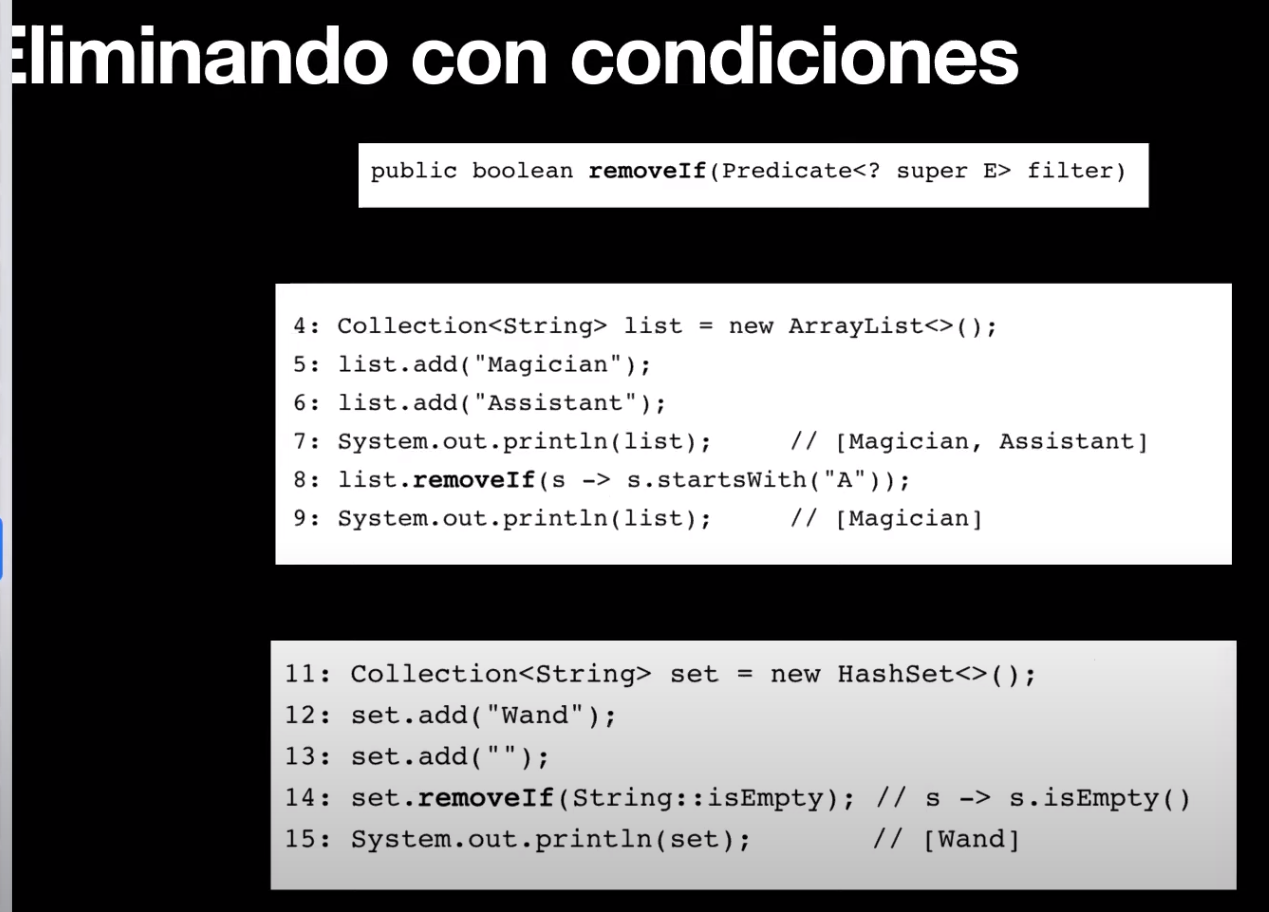 Eliminando con condiciones
public boolean removeIf(Predicate<? super E> filter)
4: Collection<String> list = new ArrayList<>();
5: list.add("Magician");
6: list.add("Assistant");
7: System.out.println(list);     // [Magician, Assistant]
8: list.removeIf(s -> s.startsWith("A"));
9: System.out.println(list);     // [Magician]
11: Collection<String> set = new HashSet<>();
12: set.add("Wand");
13: set.add("");
14: set.removeIf(String::isEmpty); // s -> s.isEmpty()
15: System.out.println(set);        // [Wand]